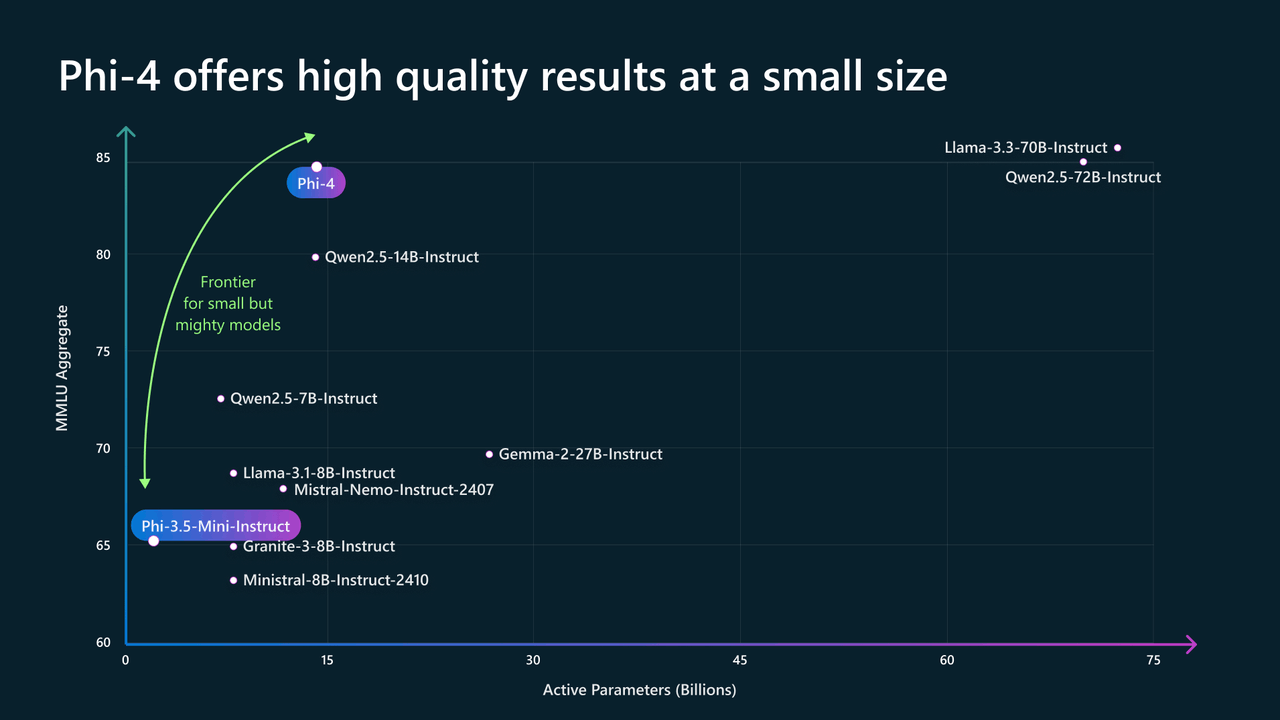 Phi-4 offers high quality results at a small size
85
Llama-3.3-70B-Instruct
Qwen2.5-72B-Instruct
Phi-4
80
Qwen2.5-14B-Instruct
Frontier
for small but
mighty models
MMLU Aggregate
75
Qwen2.5-7B-Instruct
70
Gemma-2-27B-Instruct
Llama-3.1-8B-Instruct
Mistral-Nemo-Instruct-2407
Phi-3.5-Mini-Instruct
65
Granite-3-8B-Instruct
Ministral-8B-Instruct-2410
60
0 15 30 45 60 75
Active Parameters (Billions)